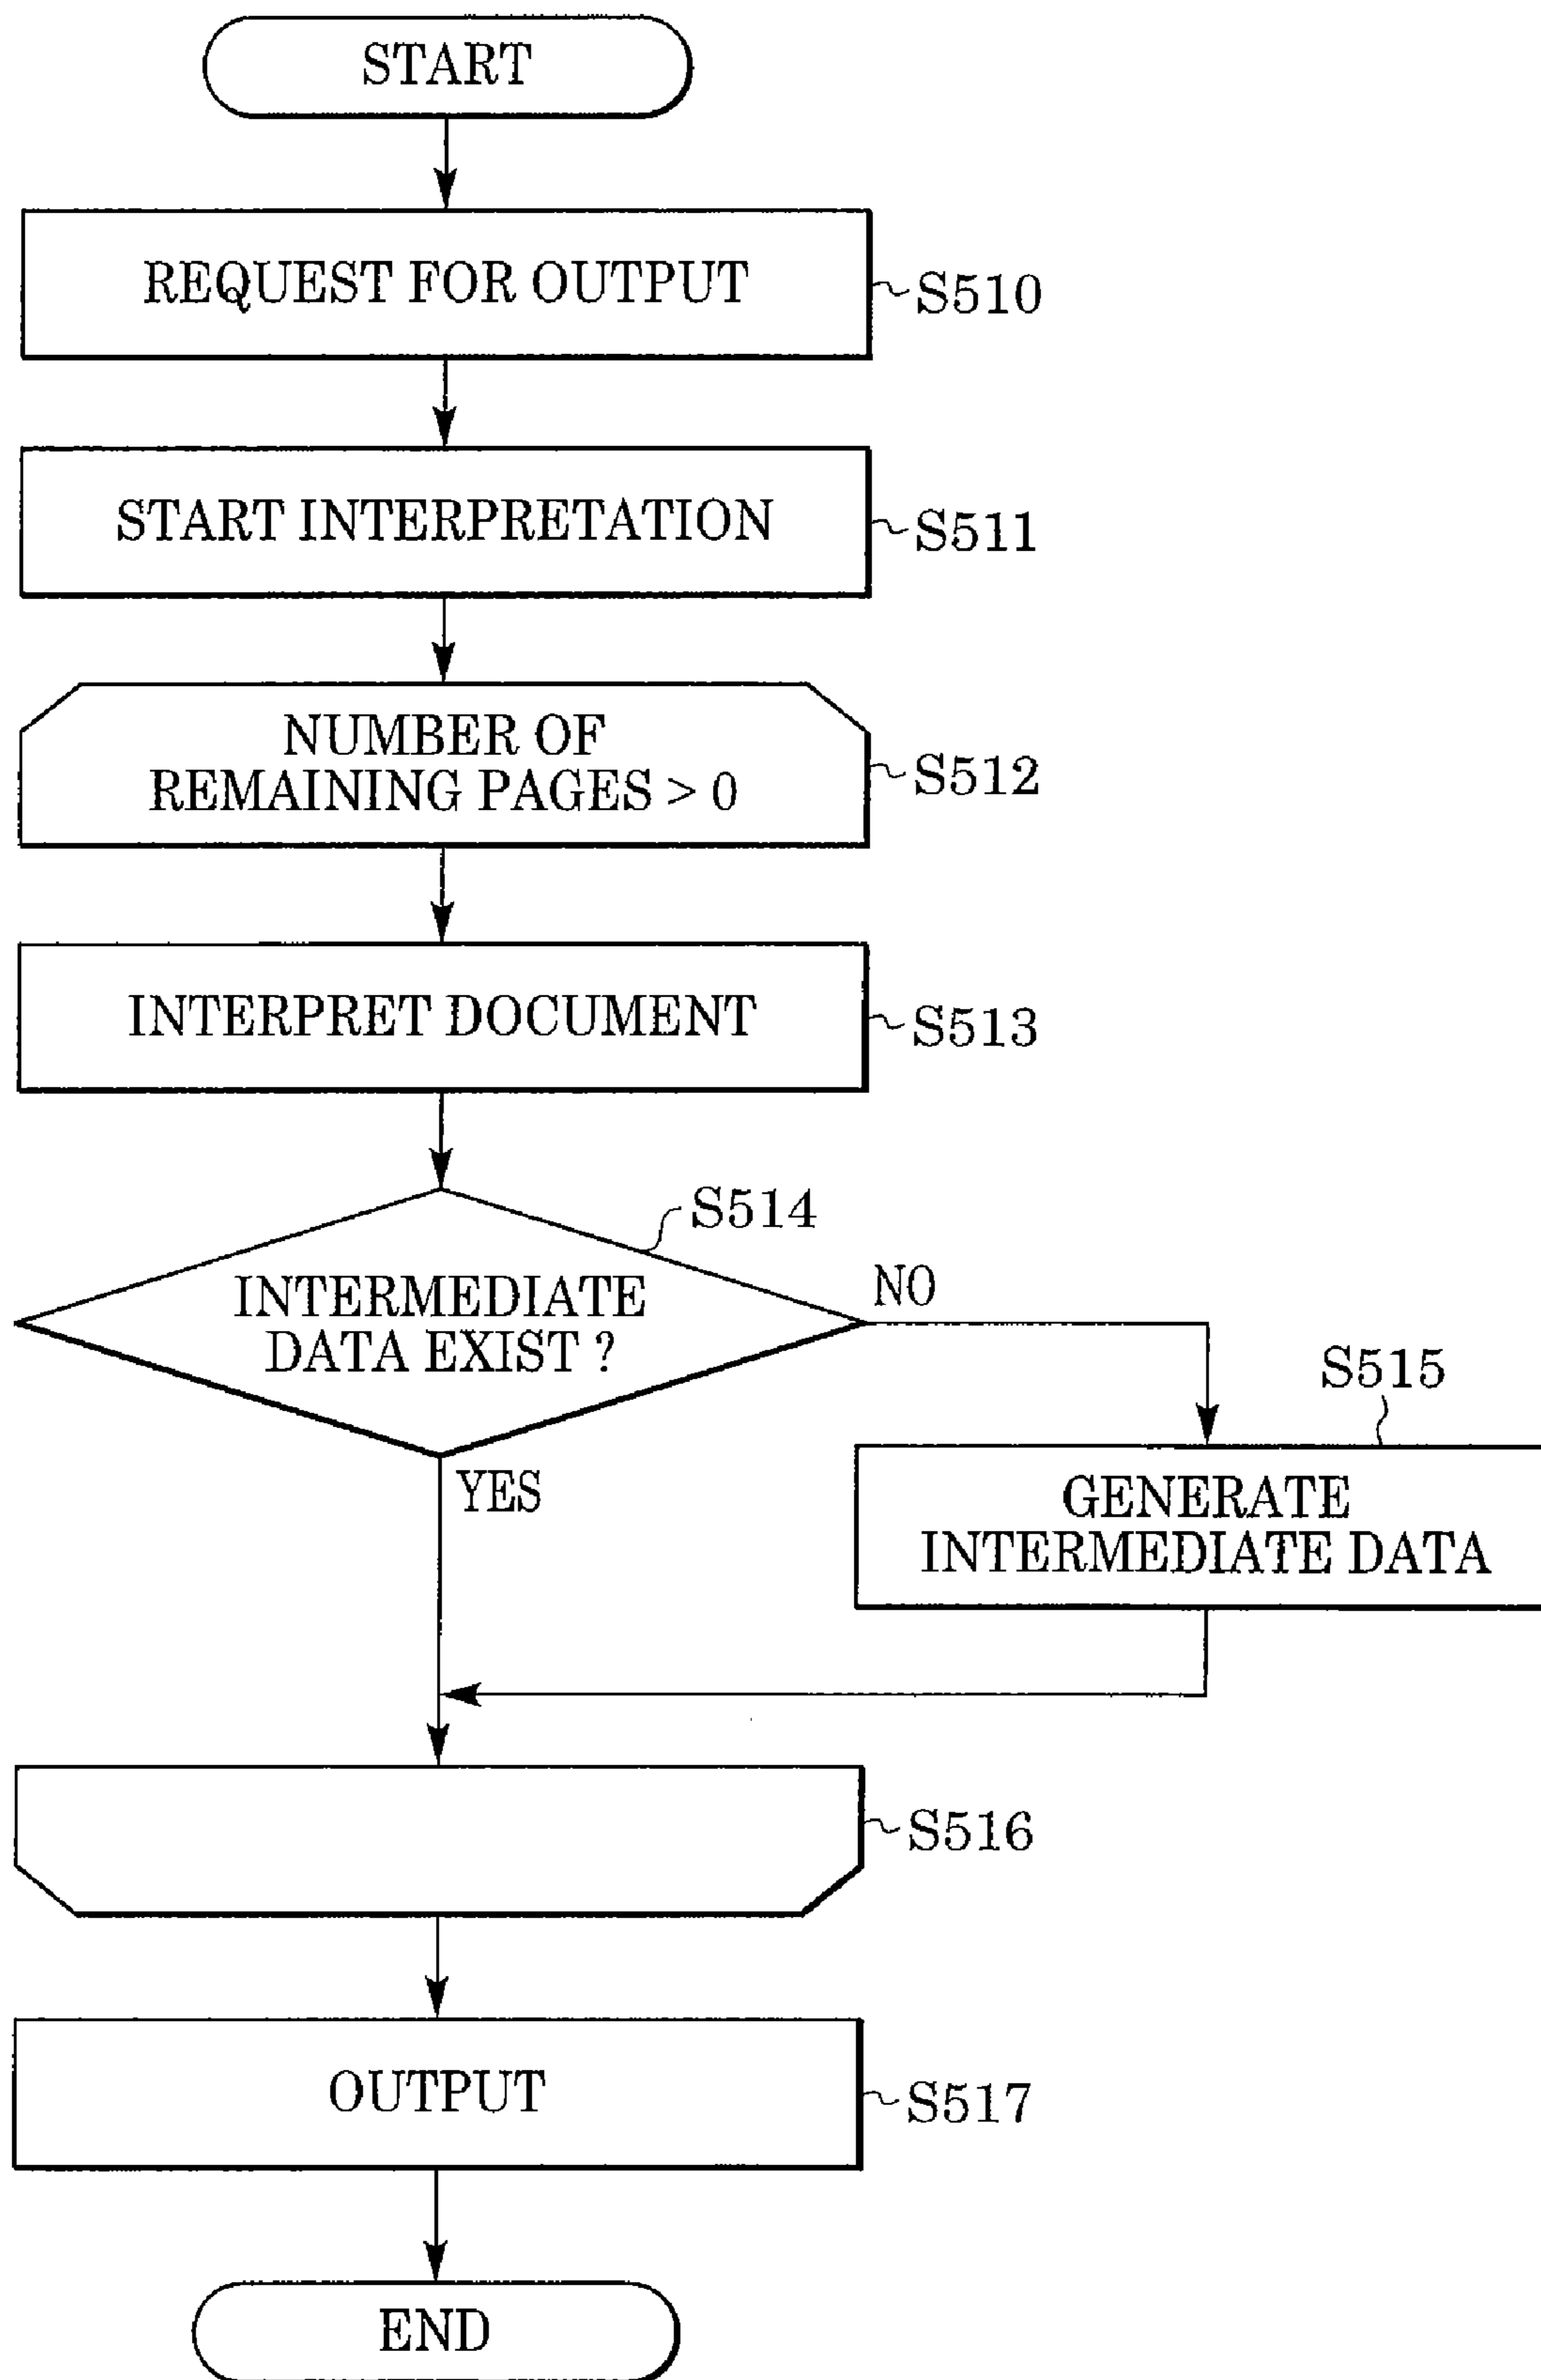 START
REQUEST FOR OUTPUT
S510
START INTERPRETATION
S511
NUMBER OF
REMAINING PAGES > 0
S512
INTERPRET DOCUMENT
S513
S514
INTERMEDIATE
DATA EXIST ?
NO
YES
S515
GENERATE
INTERMEDIATE DATA
S516
OUTPUT
S517
END